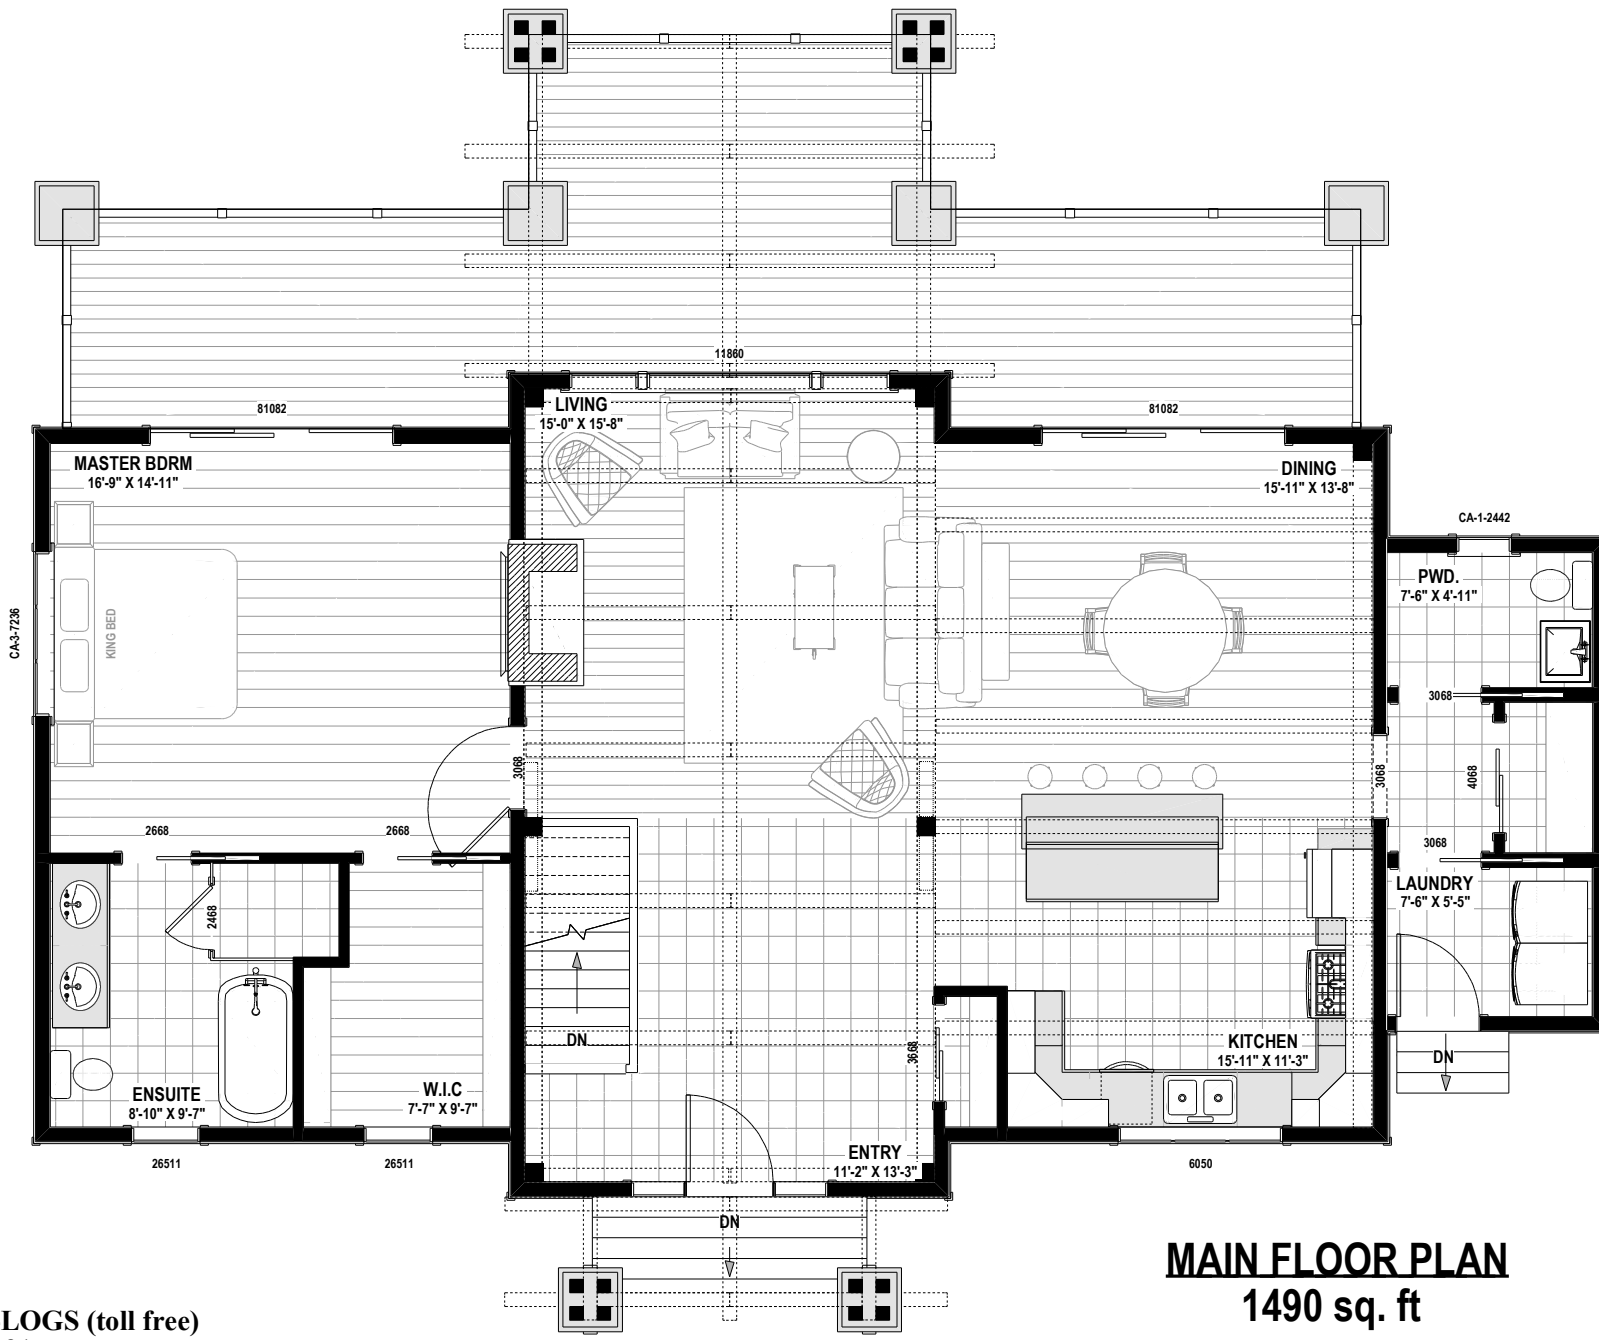 11860
81082
81082
LIVING
15'-0" X 15'-8"
MASTER BDRM
16'-9" X 14'-11"
DINING
15'-11" X 13'-8"
CA-1-2442
PWD.
7'-6" X 4'-11"
CA-3-7236
KING BED
3068
3068
3068
4068
2668
2668
3068
LAUNDRY
7'-6" X 5'-5"
2468
DN
3668
KITCHEN
15'-11" X 11'-3"
DN
ENSUITE
8'-10" X 9'-7"
W.I.C
7'-7" X 9'-7"
ENTRY
11'-2" X 13'-3"
26511
26511
6050
DN
MAIN FLOOR PLAN
1490 sq. ft
LOGS (toll free)